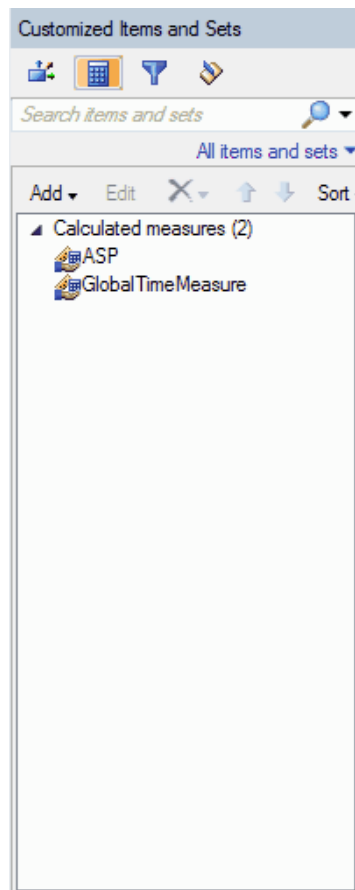 Customized Items and Sets
Search items and sets
All items and sets
Add Edit Sort
Calculated measures (2)
ASP
GlobalTimeMeasure